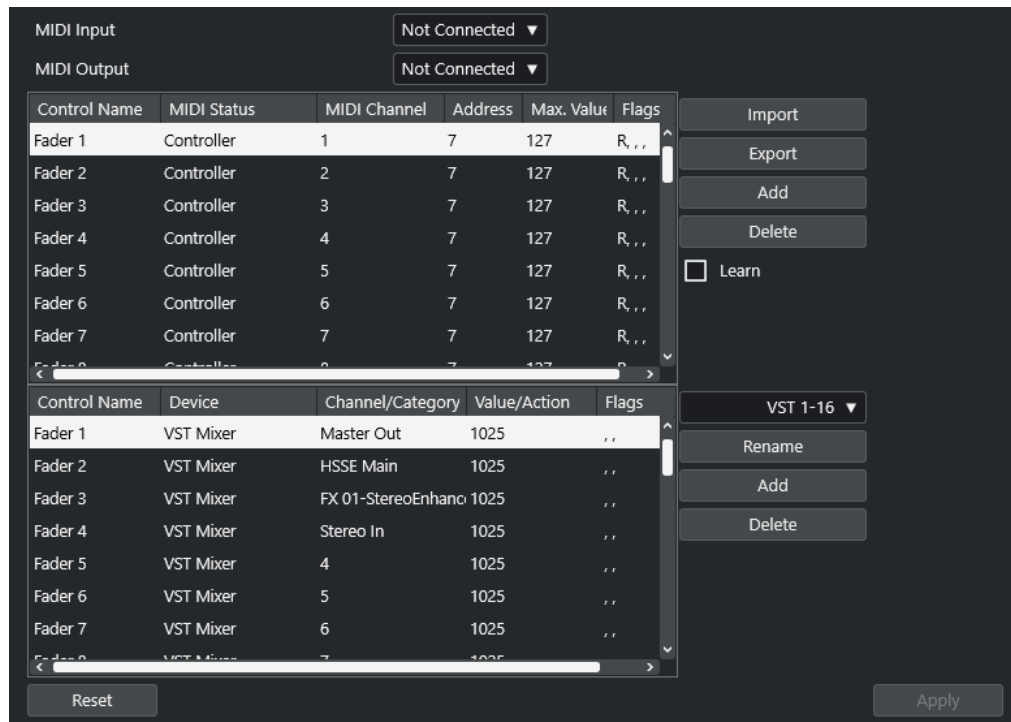 MIDI Input Not Connected ▼
MIDI Output Not Connected ▼
Control Name MIDI Status MIDI Channel Address Max. Value Flags
Fader 1 Controller 1 7 127 R, , ,
Fader 2 Controller 2 7 127 R, , ,
Fader 3 Controller 3 7 127 R, , ,
Fader 4 Controller 4 7 127 R, , ,
Fader 5 Controller 5 7 127 R, , ,
Fader 6 Controller 6 7 127 R, , ,
Fader 7 Controller 7 7 127 R, , ,
Import
Export
Add
Delete
Learn
Control Name Device Channel/Category Value/Action Flags
Fader 1 VST Mixer Master Out 1025 , ,
Fader 2 VST Mixer HSSE Main 1025 , ,
Fader 3 VST Mixer FX 01-StereoEnhanc 1025 , ,
Fader 4 VST Mixer Stereo In 1025 , ,
Fader 5 VST Mixer 4 1025 , ,
Fader 6 VST Mixer 5 1025 , ,
Fader 7 VST Mixer 6 1025 , ,
VST 1-16 ▼
Rename
Add
Delete
Reset
Apply